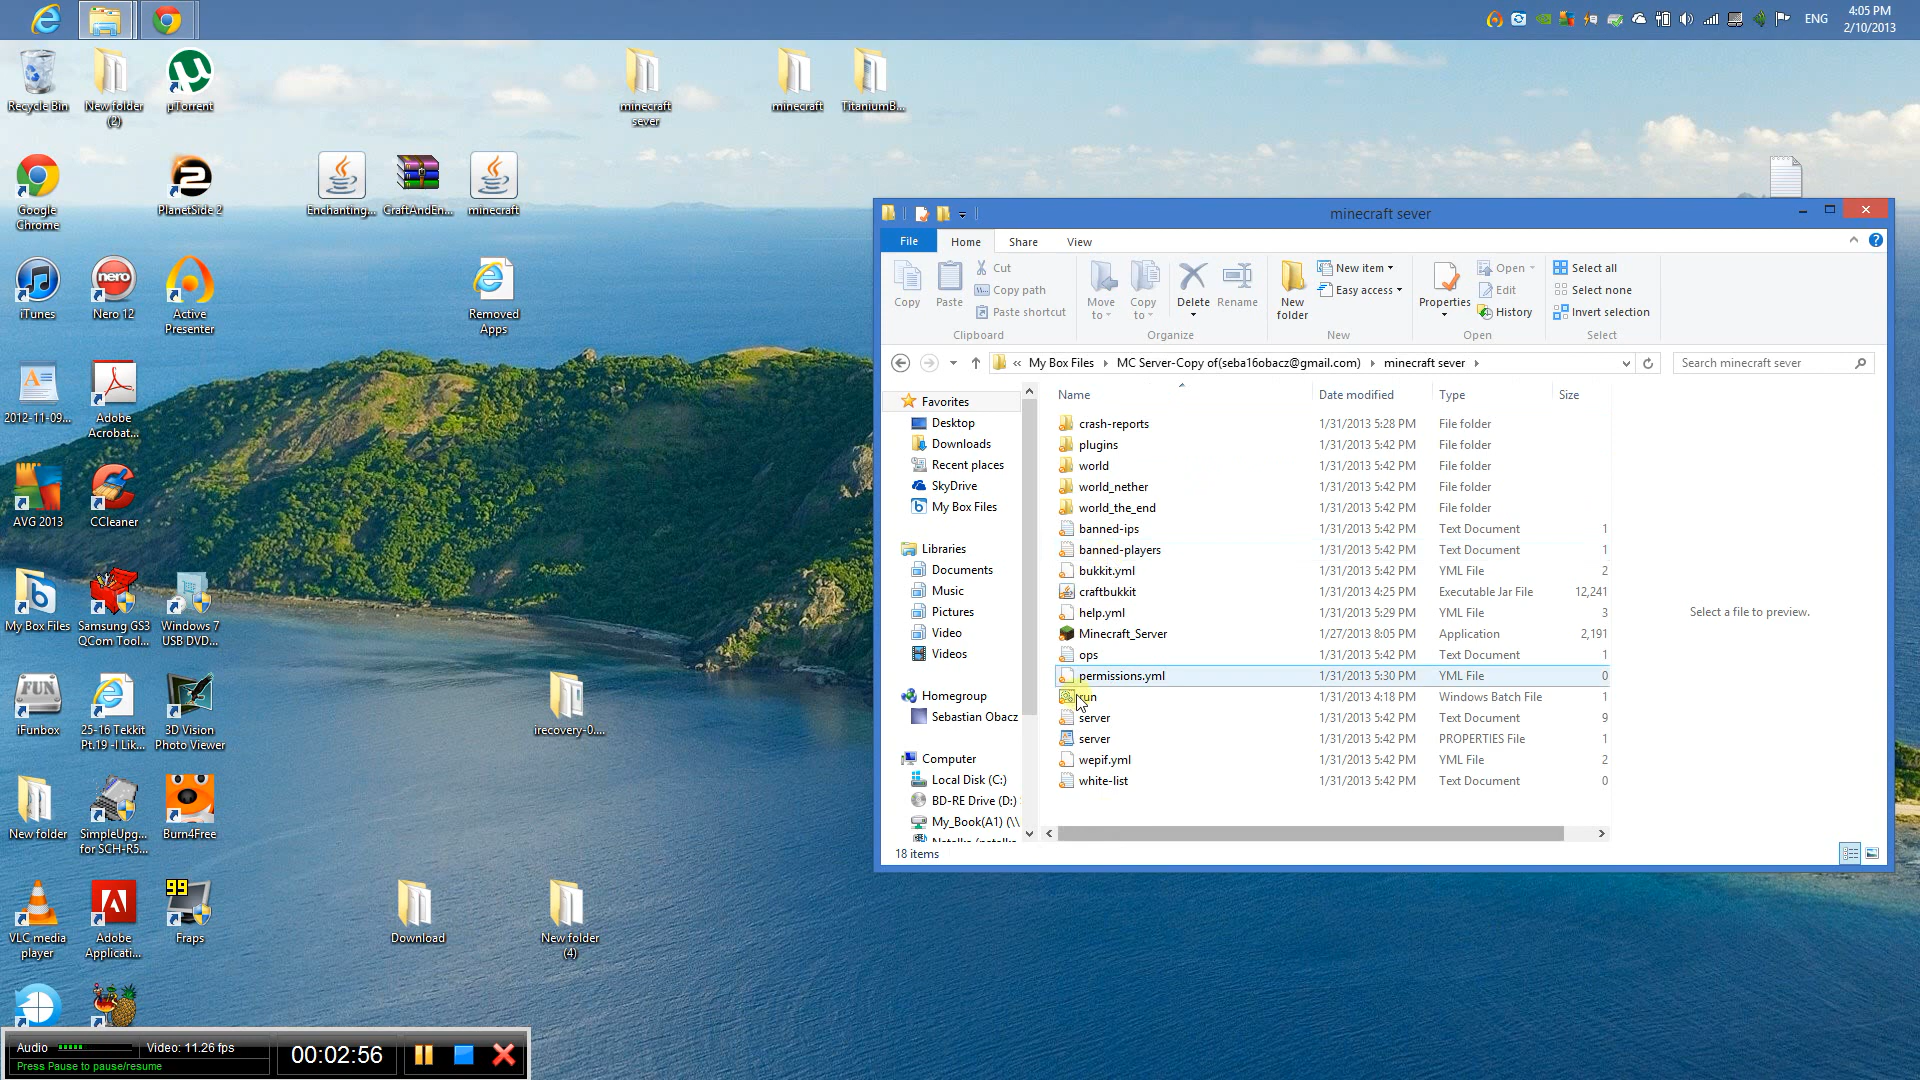 ENG
4:05 PM
2/10/2013
Recycle Bin
New folder
(2)
µTorrent
minecraft
sever
minecraft
TitaniumB...
Google
Chrome
PlanetSide 2
Enchanting...
CraftAndEn...
minecraft
iTunes
Nero 12
Active
Presenter
Removed
Apps
2012-11-09...
Adobe
Acrobat...
AVG 2013
CCleaner
My Box Files
Samsung GS3
QCom Tool...
Windows 7
USB DVD...
iFunbox
25-16 Tekkit
Pt.19 -I Lik...
3D Vision
Photo Viewer
irecovery-0....
New folder
SimpleUpg...
for SCH-R5...
Burn4Free
VLC media
player
Adobe
Applicati...
Fraps
Download
New folder
(4)
minecraft sever
File
Home
Share
View
Copy
Paste
Cut
Copy path
Paste shortcut
Clipboard
Move
to
Copy
to
Delete
Rename
Organize
New
folder
New item
Easy access
New
Properties
Open
Edit
History
Open
Select all
Select none
Invert selection
Select
« My Box Files
MC Server-Copy of(seba16obacz@gmail.com)
minecraft sever
Search minecraft sever
Favorites
Desktop
Downloads
Recent places
SkyDrive
My Box Files
Libraries
Documents
Music
Pictures
Video
Videos
Homegroup
Sebastian Obacz
Computer
Local Disk (C:)
BD-RE Drive (D:)
My_Book(A1) (\\
Name Date modified Type Size
crash-reports 1/31/2013 5:28 PM File folder
plugins 1/31/2013 5:42 PM File folder
world 1/31/2013 5:42 PM File folder
world_nether 1/31/2013 5:42 PM File folder
world_the_end 1/31/2013 5:42 PM File folder
banned-ips 1/31/2013 5:42 PM Text Document 1
banned-players 1/31/2013 5:42 PM Text Document 1
bukkit.yml 1/31/2013 5:42 PM YML File 2
craftbukkit 1/31/2013 4:25 PM Executable Jar File 12,241
help.yml 1/31/2013 5:29 PM YML File 3
Minecraft_Server 1/27/2013 8:05 PM Application 2,191
ops 1/31/2013 5:42 PM Text Document 1
permissions.yml 1/31/2013 5:30 PM YML File 0
run 1/31/2013 4:18 PM Windows Batch File 1
server 1/31/2013 5:42 PM Text Document 9
server 1/31/2013 5:42 PM PROPERTIES File 1
wepif.yml 1/31/2013 5:42 PM YML File 2
white-list 1/31/2013 5:42 PM Text Document 0
Select a file to preview.
18 items
Audio
Video: 11.26 fps
Press Pause to pause/resume
00:02:56